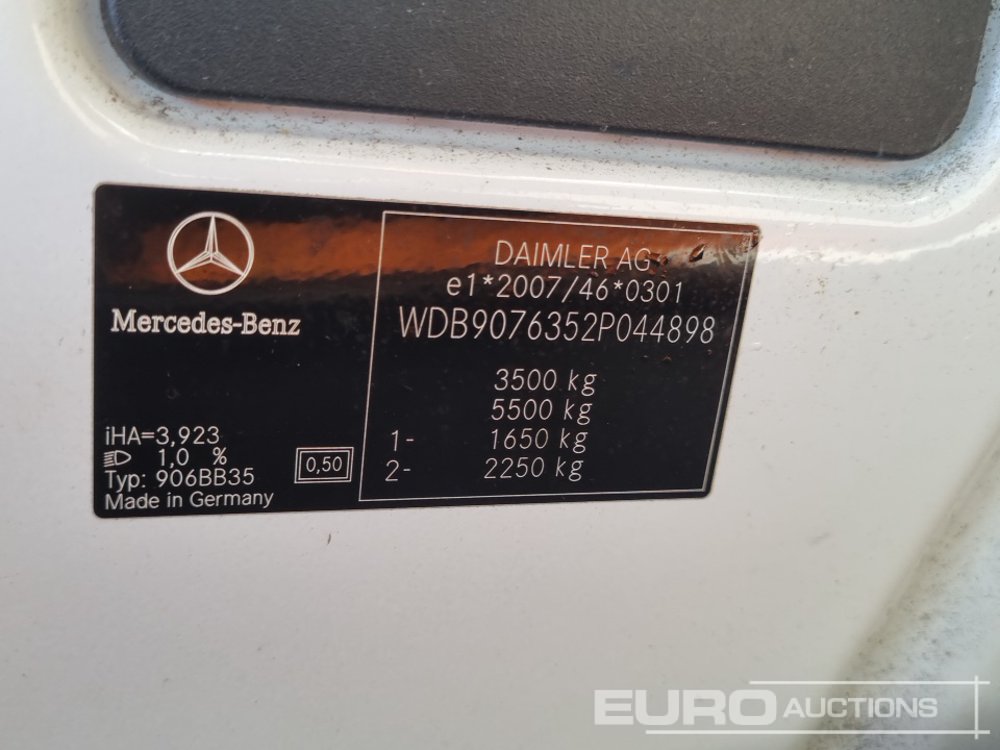 Mercedes-Benz
iHA=3,923
1,0 %
Typ: 906BB35
Made in Germany
0,50
DAIMLER AG
e1*2007/46*0301
WDB9076352P044898
3500 kg
5500 kg
1- 1650 kg
2- 2250 kg
EURO AUCTIONS